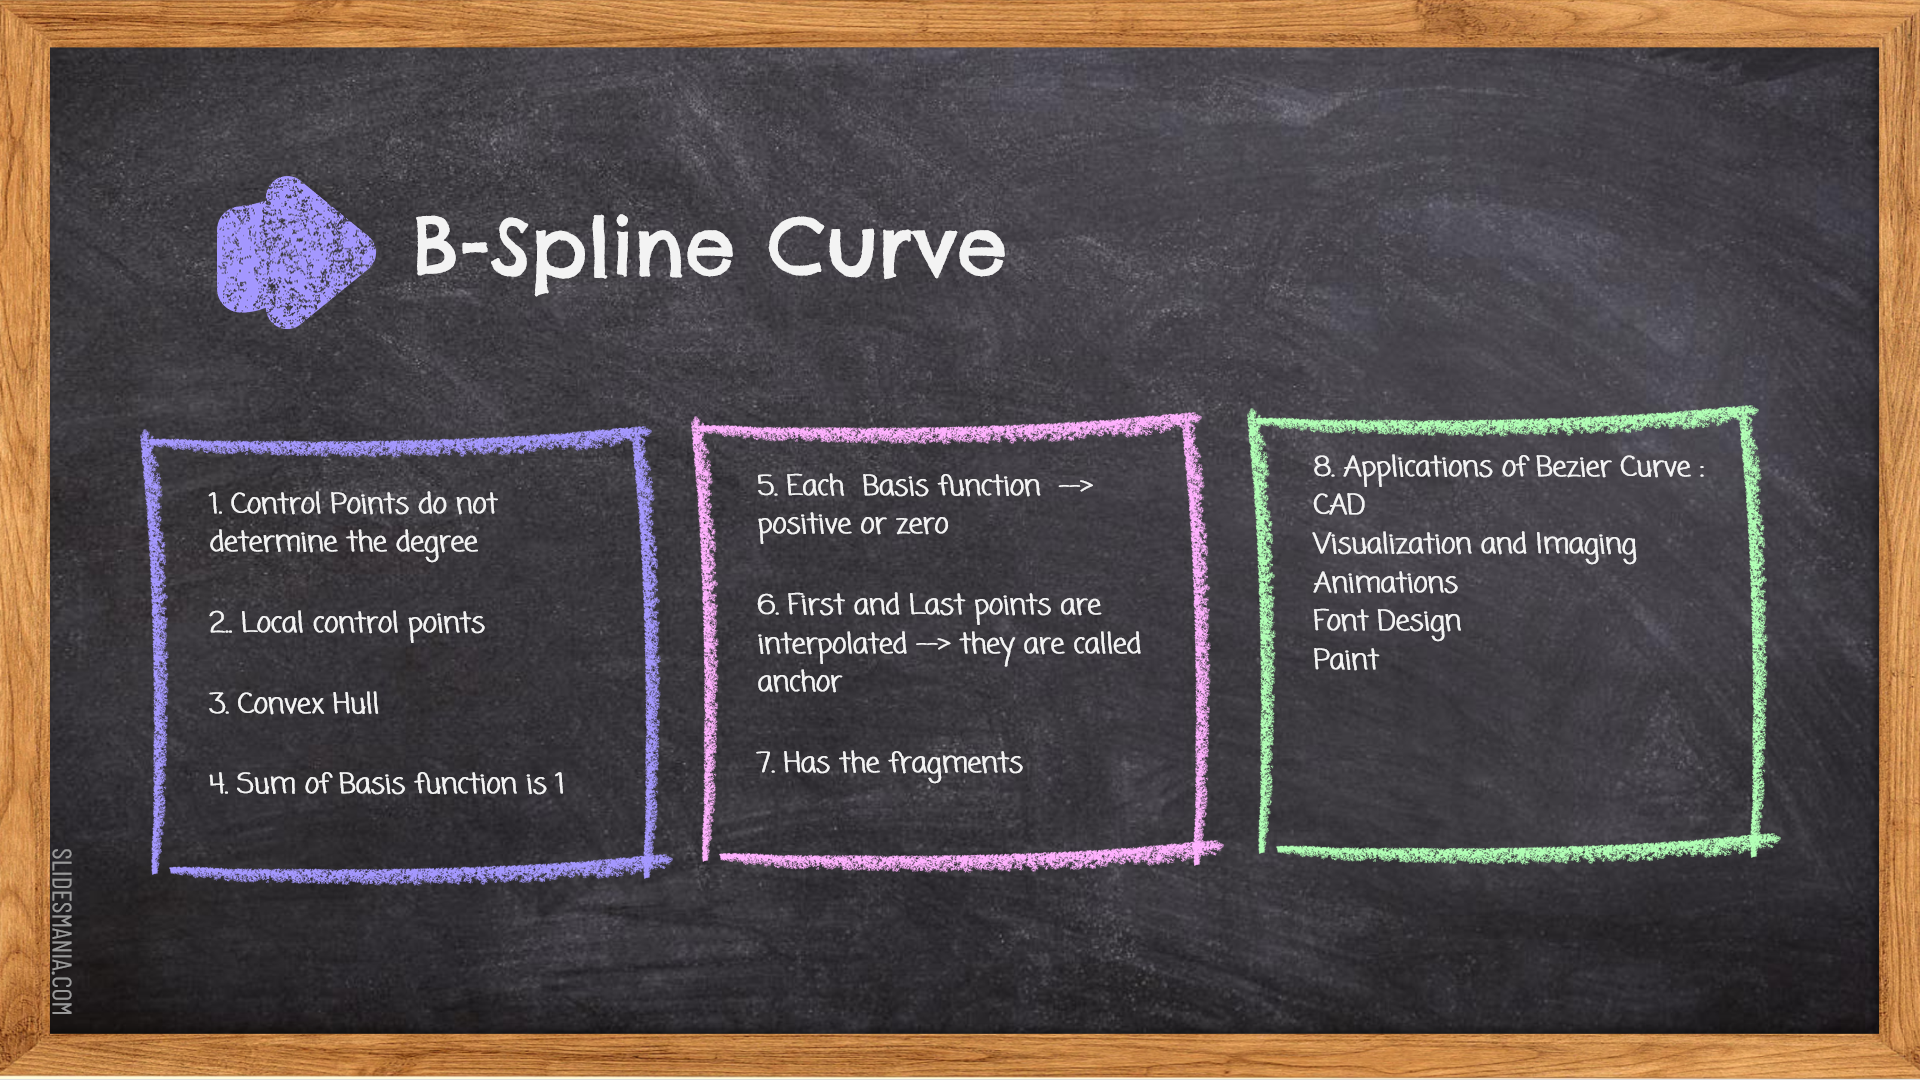 B-Spline Curve
1. Control Points do not
determine the degree
2.. Local control points
3. Convex Hull
4. Sum of Basis function is 1
5. Each  Basis function  -->
positive or zero
6. First and Last points are
interpolated --> they are called
anchor
7. Has the fragments
8. Applications of Bezier Curve :
CAD
Visualization and Imaging
Animations
Font Design
Paint
SLIDESMANIA.COM